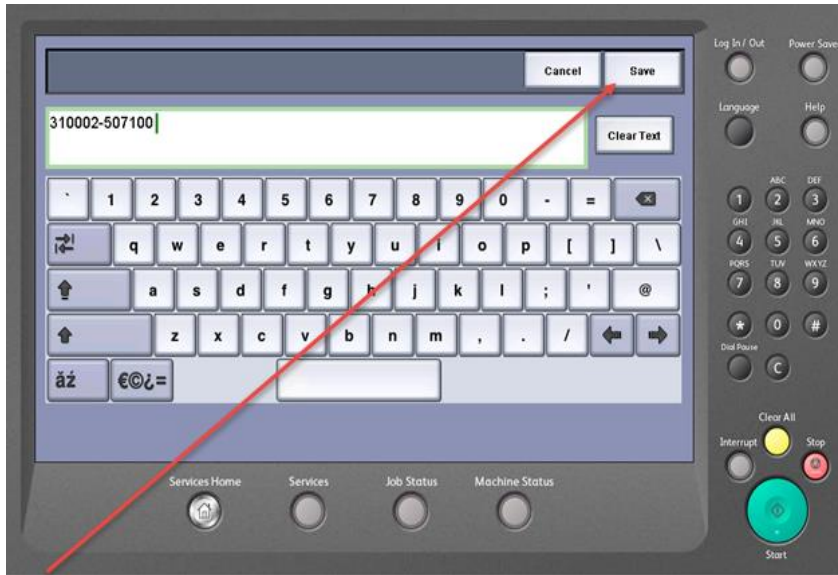 Cancel Save
310002-507100
Clear Text
` 1 2 3 4 5 6 7 8 9 0 - =
q w e r t y u i o p [ ] \
a s d f g h j k l ; ' @
z x c v b n m , . /
ăź €©¿=
Services Home Services Job Status Machine Status
Log In / Out Power Save
Language Help
ABC DEF
1 2 3
GHI JKL MNO
4 5 6
PQRS TUV WXYZ
7 8 9
* 0 #
Dial Pause
C
Clear All
Interrupt Stop
Start